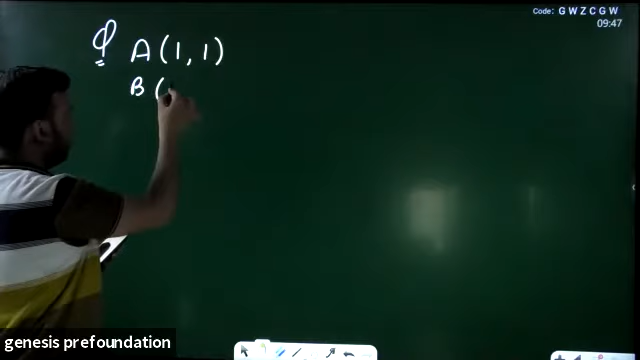 Code: G W Z C G W
09:47
Q A (1, 1)
B (
genesis prefoundation